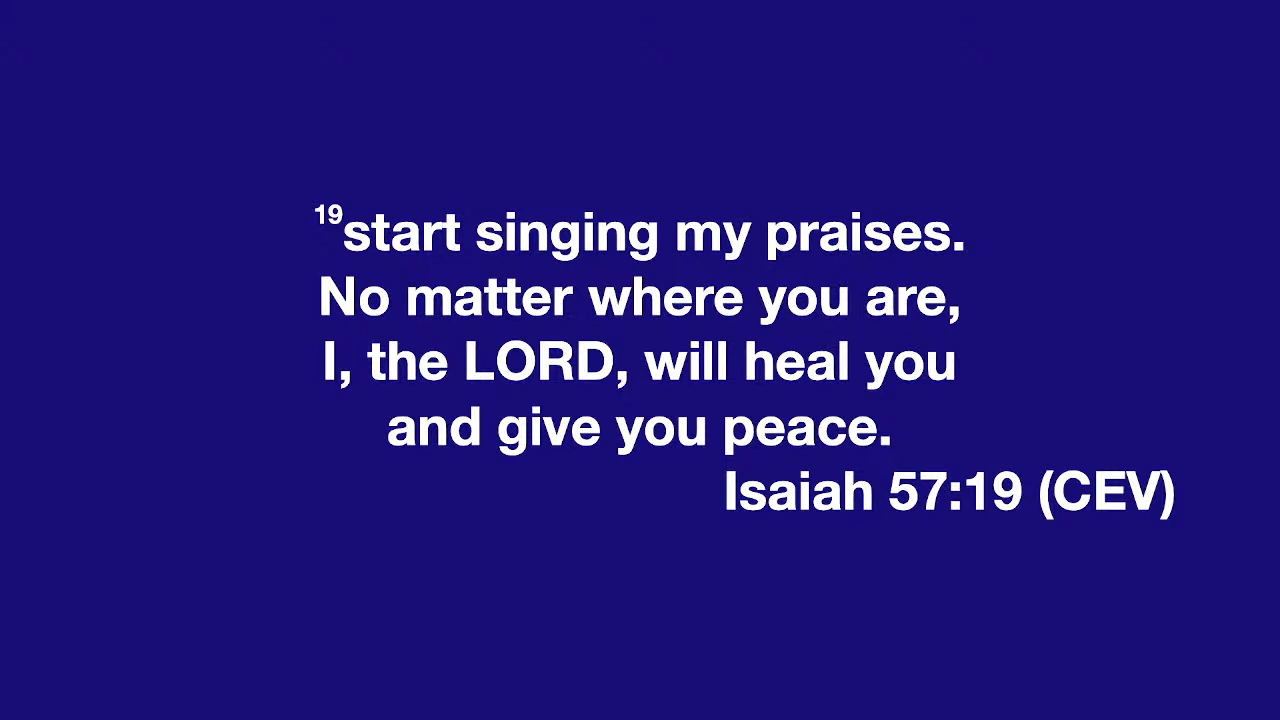 19start singing my praises.
No matter where you are,
I, the LORD, will heal you
and give you peace.
Isaiah 57:19 (CEV)